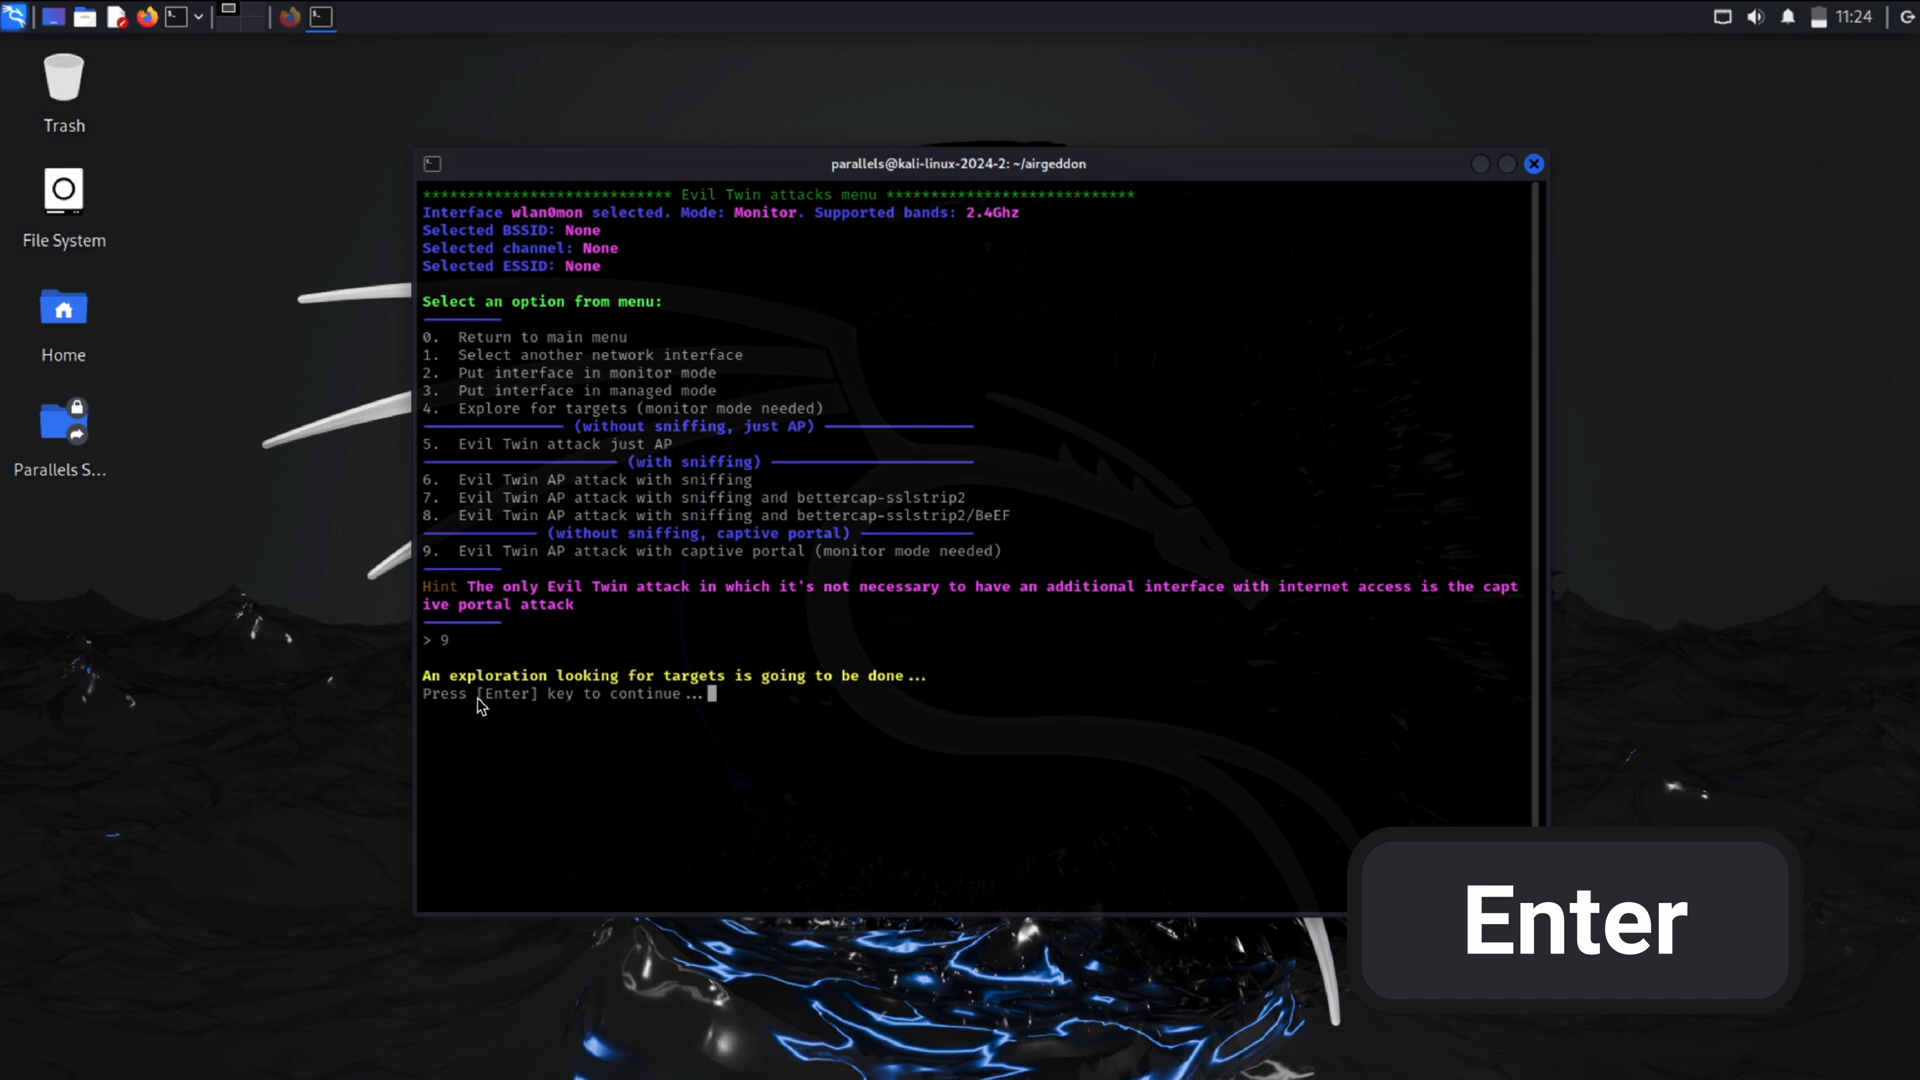 11:24
Trash
File System
Home
Parallels S...
parallels@kali-linux-2024-2: ~/airgeddon
**************************** Evil Twin attacks menu ****************************
Interface wlan0mon selected. Mode: Monitor. Supported bands: 2.4Ghz
Selected BSSID: None
Selected channel: None
Selected ESSID: None
Select an option from menu:
0. Return to main menu
1. Select another network interface
2. Put interface in monitor mode
3. Put interface in managed mode
4. Explore for targets (monitor mode needed)
(without sniffing, just AP)
5. Evil Twin attack just AP
(with sniffing)
6. Evil Twin AP attack with sniffing
7. Evil Twin AP attack with sniffing and bettercap-sslstrip2
8. Evil Twin AP attack with sniffing and bettercap-sslstrip2/BeEF
(without sniffing, captive portal)
9. Evil Twin AP attack with captive portal (monitor mode needed)
Hint The only Evil Twin attack in which it's not necessary to have an additional interface with internet access is the capt
ive portal attack
> 9
An exploration looking for targets is going to be done...
Press [Enter] key to continue...
Enter